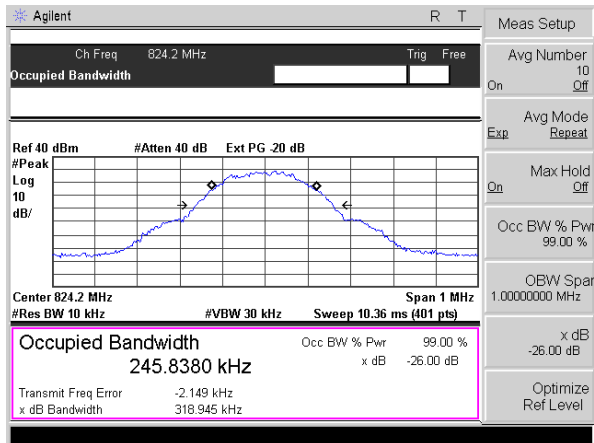 Agilent R T
Ch Freq 824.2 MHz Trig Free
Occupied Bandwidth
Ref 40 dBm #Atten 40 dB Ext PG -20 dB
#Peak
Log
10
dB/
Center 824.2 MHz Span 1 MHz
#Res BW 10 kHz #VBW 30 kHz Sweep 10.36 ms (401 pts)
Occupied Bandwidth Occ BW % Pwr 99.00 %
245.8380 kHz x dB -26.00 dB
Transmit Freq Error -2.149 kHz
x dB Bandwidth 318.945 kHz
Meas Setup
Avg Number
10
On Off
Avg Mode
Exp Repeat
Max Hold
On Off
Occ BW % Pwr
99.00 %
OBW Spar
1.00000000 MHz
x dB
-26.00 dB
Optimize
Ref Level